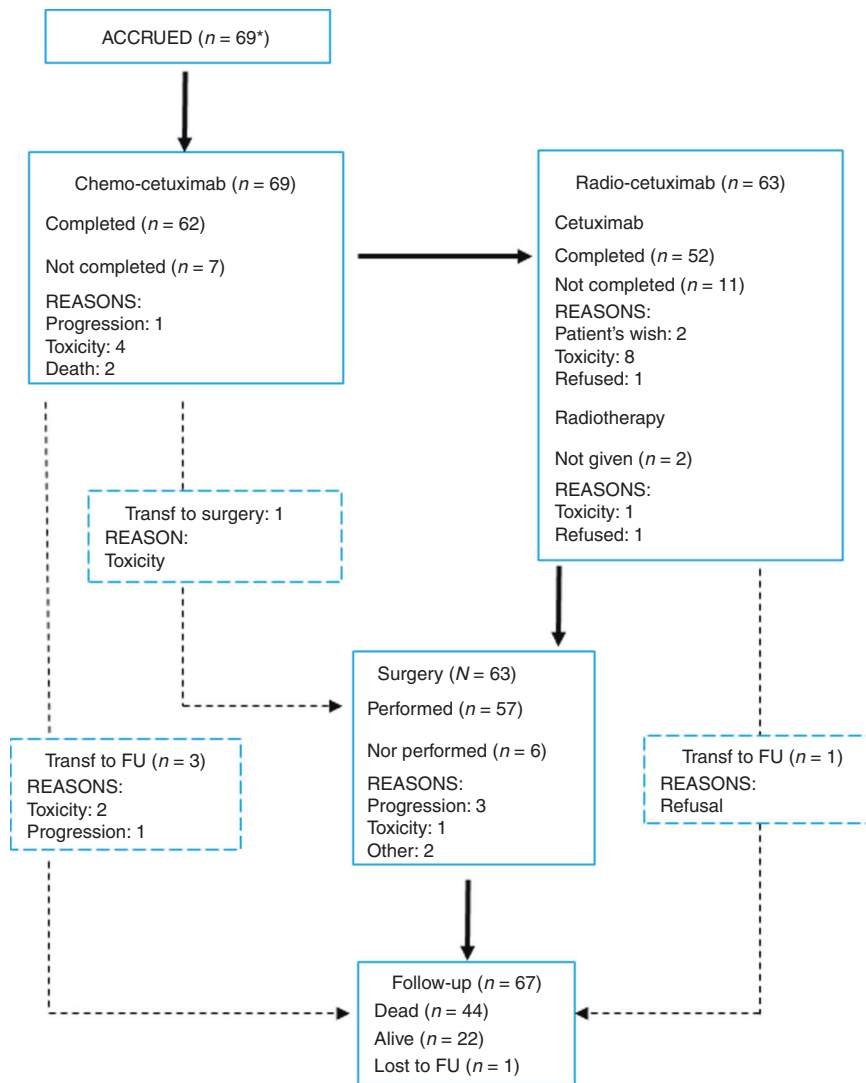 ACCRUED (n = 69*)
Chemo-cetuximab (n = 69)
Completed (n = 62)
Not completed (n = 7)
REASONS:
Progression: 1
Toxicity: 4
Death: 2
Radio-cetuximab (n = 63)
Cetuximab
Completed (n = 52)
Not completed (n = 11)
REASONS:
Patient's wish: 2
Toxicity: 8
Refused: 1
Radiotherapy
Not given (n = 2)
REASONS:
Toxicity: 1
Refused: 1
Transf to surgery: 1
REASON:
Toxicity
Surgery (N = 63)
Performed (n = 57)
Nor performed (n = 6)
REASONS:
Progression: 3
Toxicity: 1
Other: 2
Transf to FU (n = 3)
REASONS:
Toxicity: 2
Progression: 1
Transf to FU (n = 1)
REASONS:
Refusal
Follow-up (n = 67)
Dead (n = 44)
Alive (n = 22)
Lost to FU (n = 1)